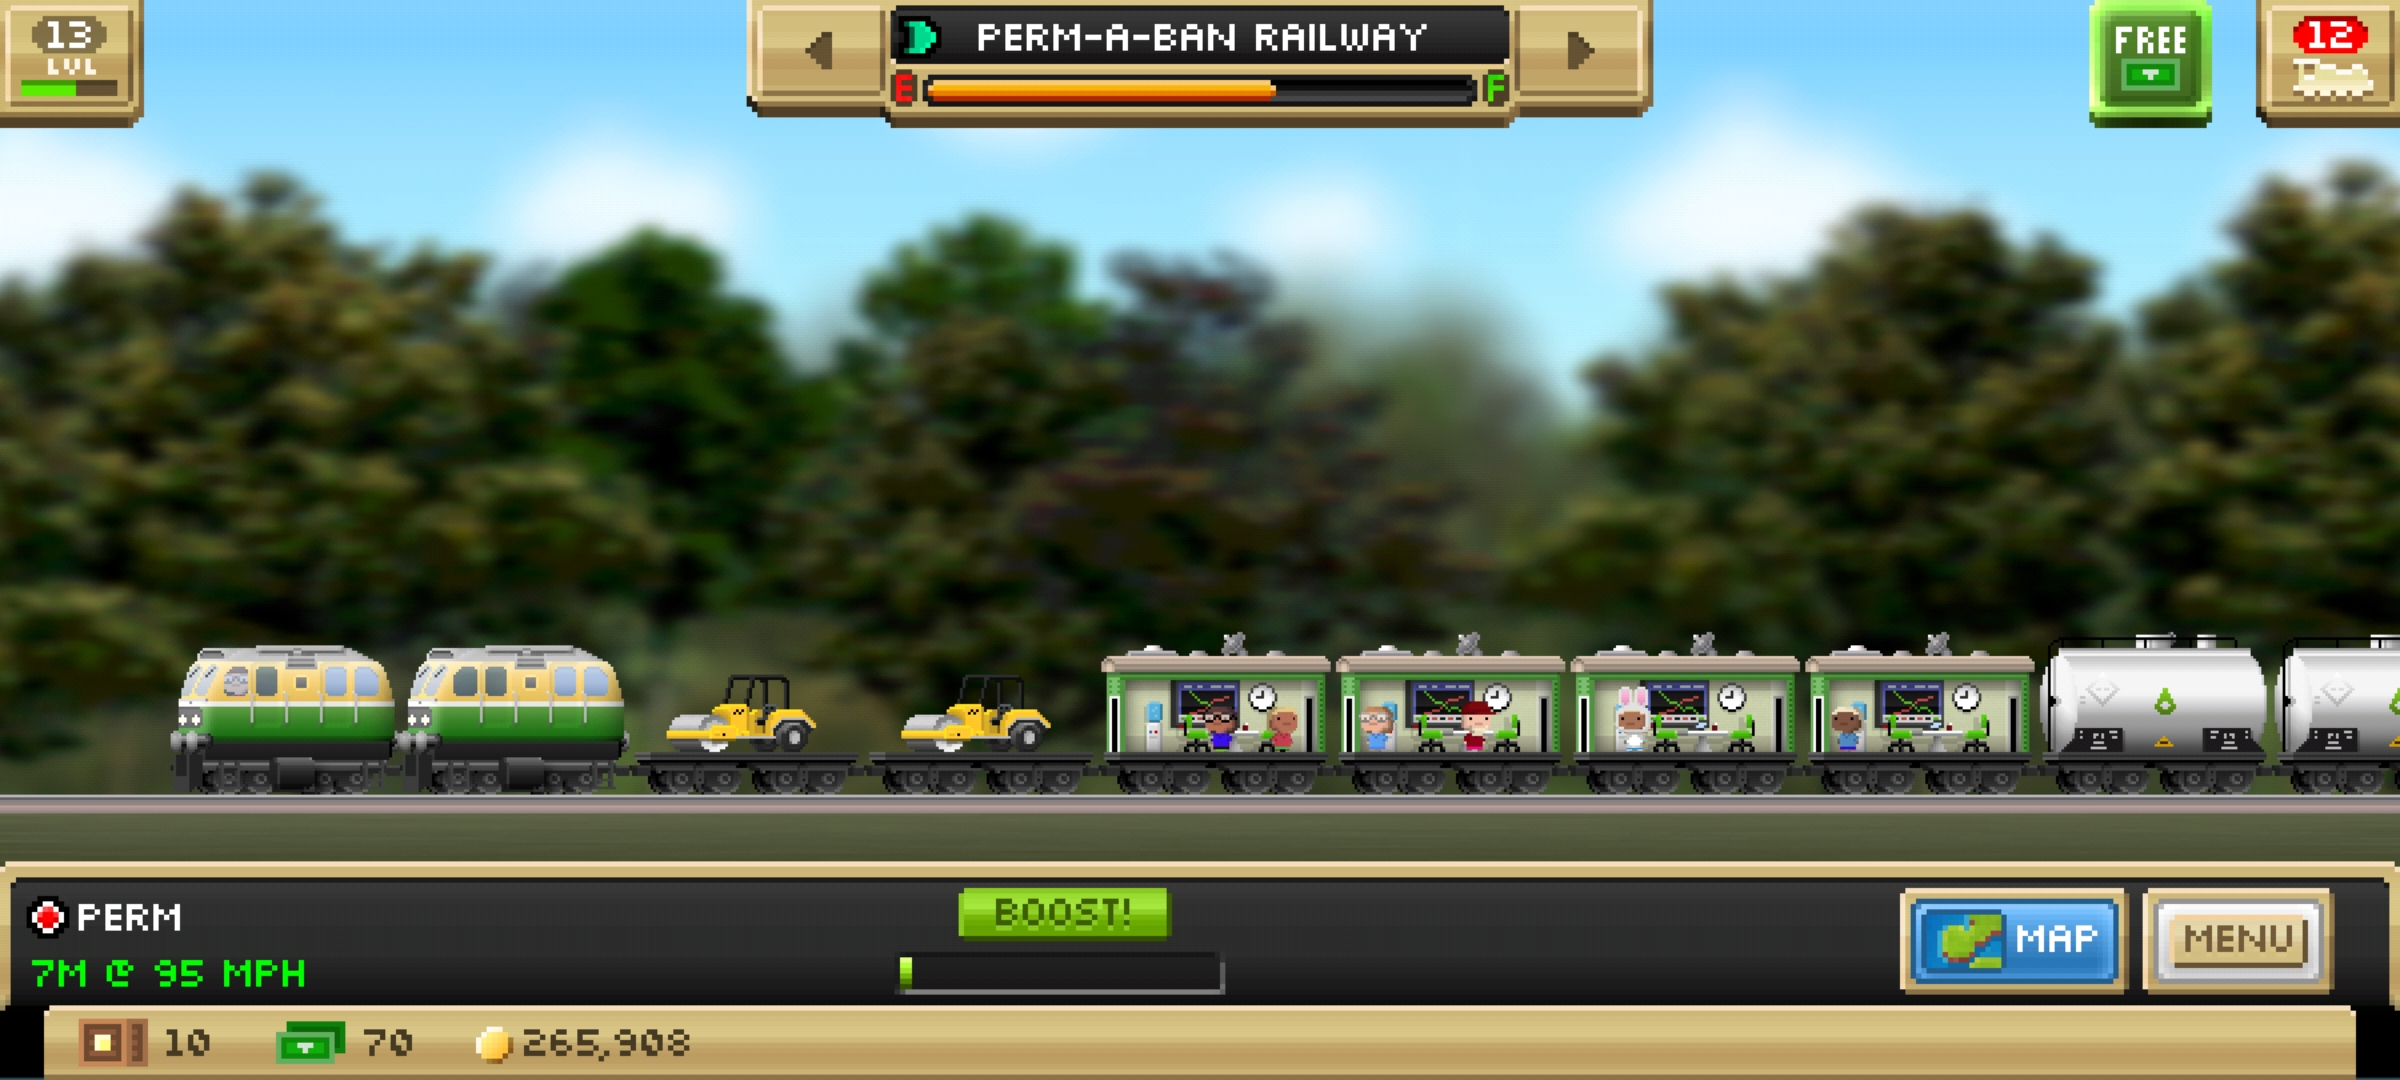 13
LVL
PERM-A-BAN RAILWAY
E
F
FREE
12
PERM
7M @ 95 MPH
BOOST!
MAP
MENU
10
70
265,908